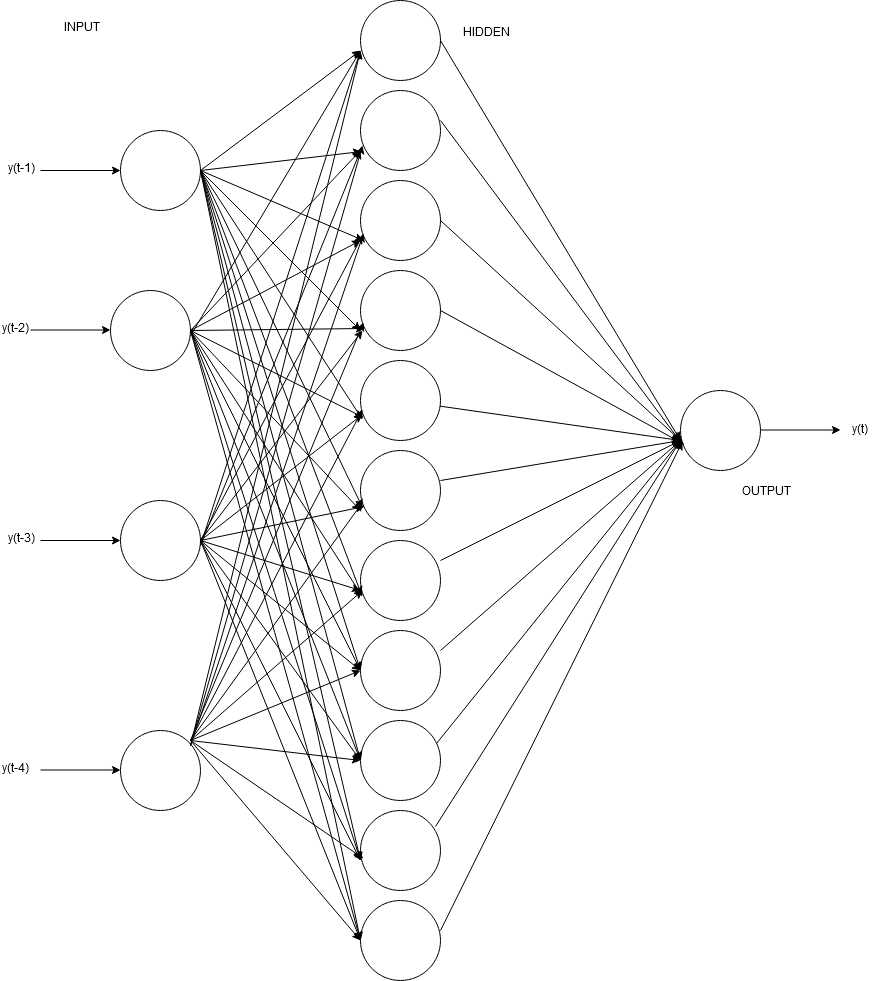 INPUT
HIDDEN
y(t-1)
y(t-2)
y(t-3)
y(t-4)
y(t)
OUTPUT